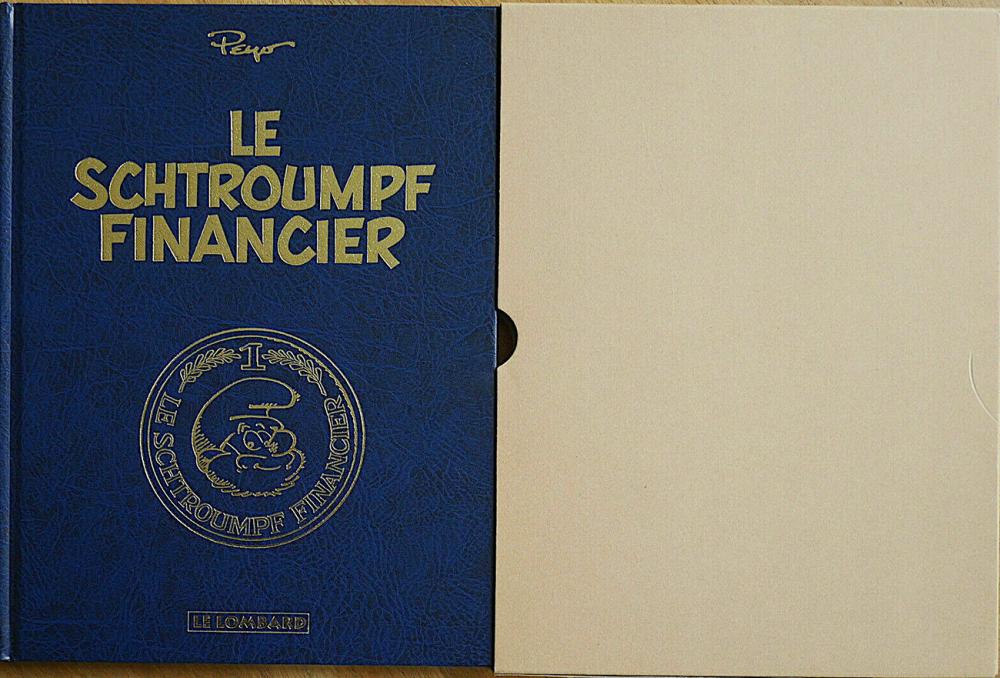 Peyo
LE
SCHTROUMPF
FINANCIER
1
LE SCHTROUMPF FINANCIER
LE LOMBARD